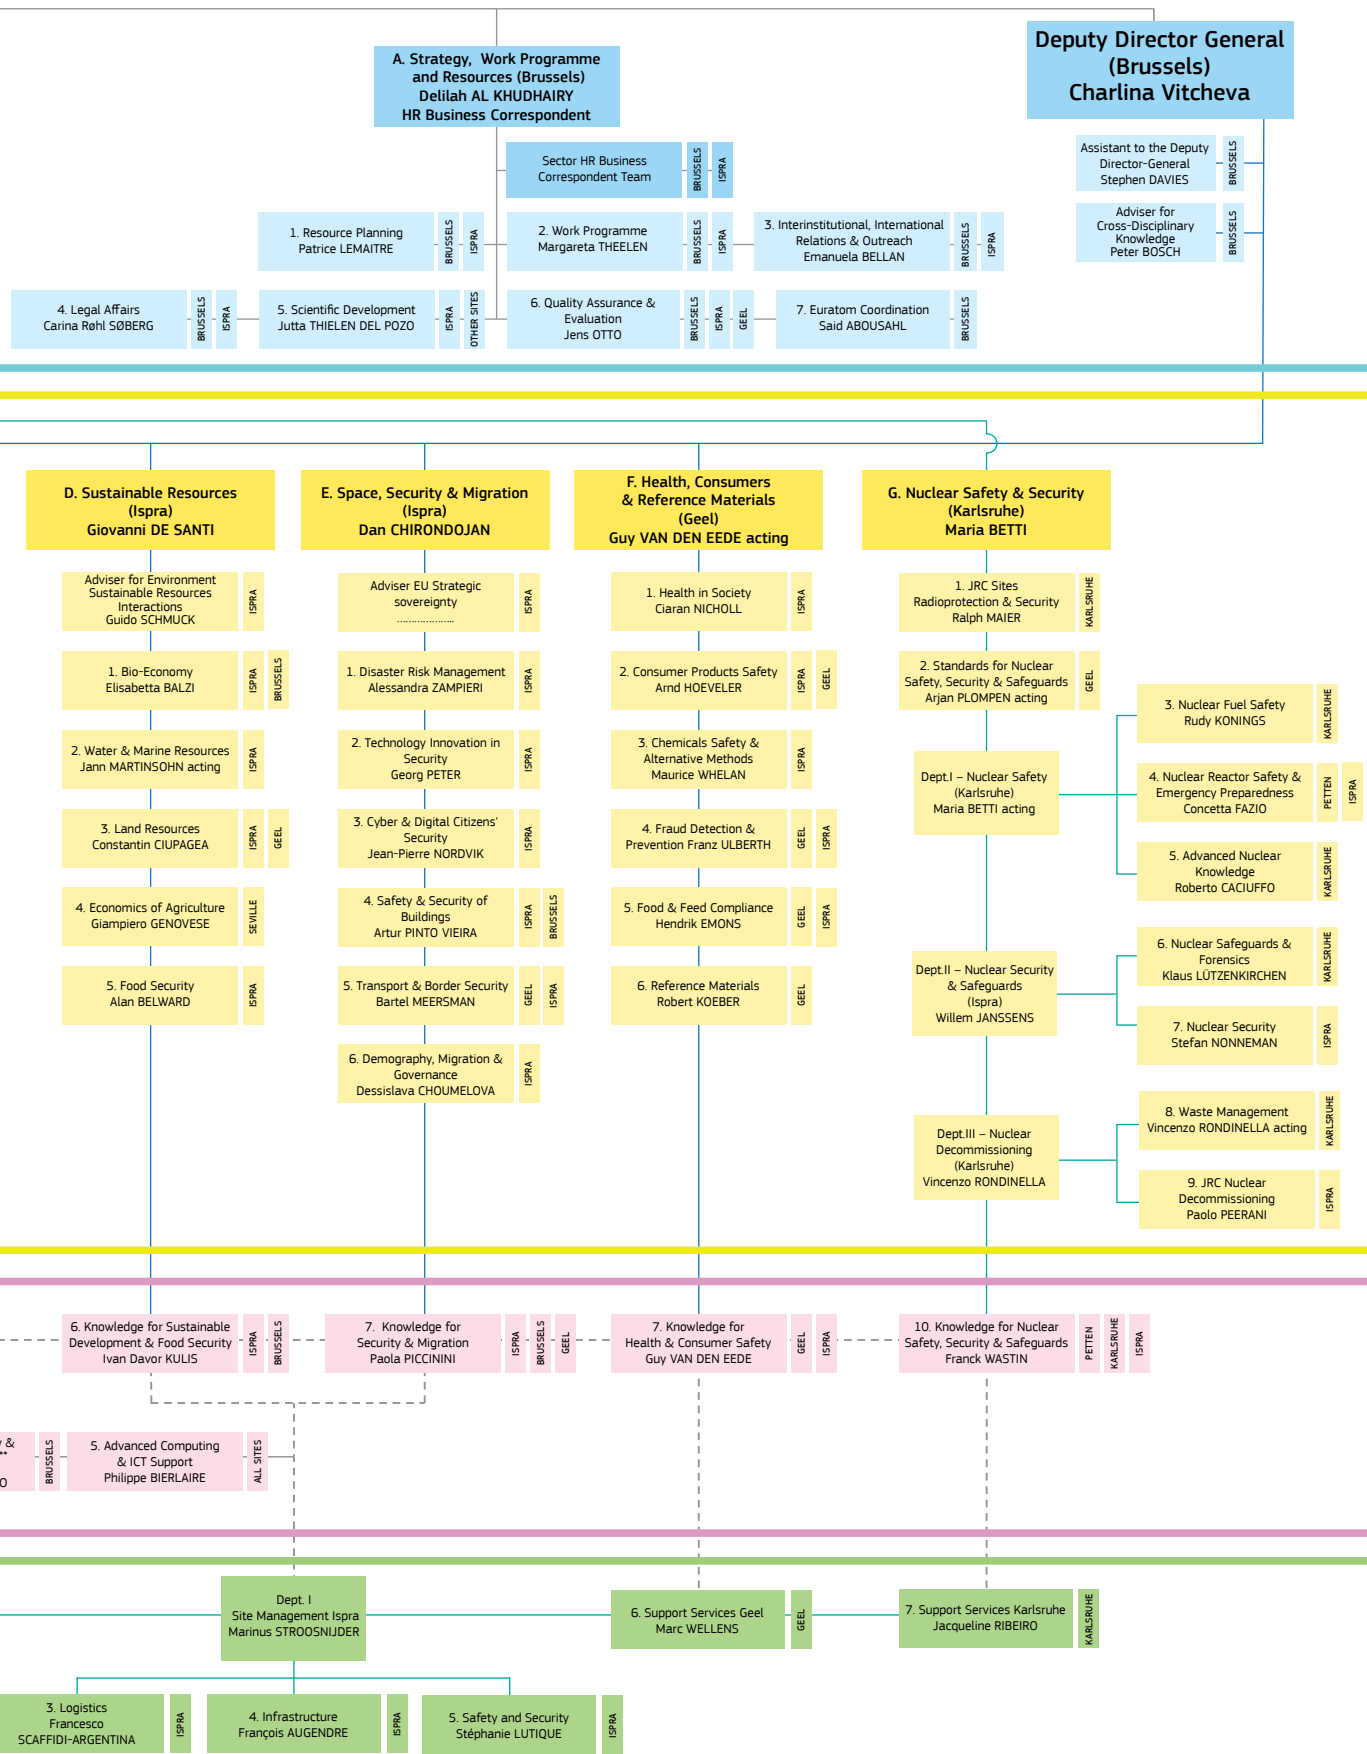 A. Strategy, Work Programme
and Resources (Brussels)
Delilah AL KHUDHAIRY
HR Business Correspondent
Deputy Director General
(Brussels)
Charlina Vitcheva
Assistant to the Deputy
Director-General
Stephen DAVIES
BRUSSELS
Sector HR Business
Correspondent Team
BRUSSELS
ISPRA
Adviser for
Cross-Disciplinary
Knowledge
Peter BOSCH
BRUSSELS
1. Resource Planning
Patrice LEMAITRE
BRUSSELS
ISPRA
2. Work Programme
Margareta THEELEN
BRUSSELS
ISPRA
3. Interinstitutional, International
Relations & Outreach
Emanuela BELLAN
BRUSSELS
ISPRA
4. Legal Affairs
Carina Røhl SØBERG
BRUSSELS
ISPRA
5. Scientific Development
Jutta THIELEN DEL POZO
ISPRA
OTHER SITES
6. Quality Assurance &
Evaluation
Jens OTTO
BRUSSELS
ISPRA
GEEL
7. Euratom Coordination
Said ABOUSAHL
BRUSSELS
D. Sustainable Resources
(Ispra)
Giovanni DE SANTI
Adviser for Environment
Sustainable Resources
Interactions
Guido SCHMUCK
ISPRA
1. Bio-Economy
Elisabetta BALZI
ISPRA
BRUSSELS
2. Water & Marine Resources
Jann MARTINSOHN acting
ISPRA
3. Land Resources
Constantin CIUPAGEA
ISPRA
GEEL
4. Economics of Agriculture
Giampiero GENOVESE
SEVILLE
5. Food Security
Alan BELWARD
ISPRA
E. Space, Security & Migration
(Ispra)
Dan CHIRONDOJAN
Adviser EU Strategic
sovereignty
...................
ISPRA
1. Disaster Risk Management
Alessandra ZAMPIERI
ISPRA
2. Technology Innovation in
Security
Georg PETER
ISPRA
3. Cyber & Digital Citizens'
Security
Jean-Pierre NORDVIK
ISPRA
4. Safety & Security of
Buildings
Artur PINTO VIEIRA
ISPRA
BRUSSELS
5. Transport & Border Security
Bartel MEERSMAN
GEEL
ISPRA
6. Demography, Migration &
Governance
Dessislava CHOUMELOVA
ISPRA
F. Health, Consumers
& Reference Materials
(Geel)
Guy VAN DEN EEDE acting
1. Health in Society
Ciaran NICHOLL
ISPRA
2. Consumer Products Safety
Arnd HOEVELER
ISPRA
GEEL
3. Chemicals Safety &
Alternative Methods
Maurice WHELAN
ISPRA
4. Fraud Detection &
Prevention Franz ULBERTH
GEEL
ISPRA
5. Food & Feed Compliance
Hendrik EMONS
GEEL
ISPRA
6. Reference Materials
Robert KOEBER
GEEL
G. Nuclear Safety & Security
(Karlsruhe)
Maria BETTI
1. JRC Sites
Radioprotection & Security
Ralph MAIER
KARLSRUHE
2. Standards for Nuclear
Safety, Security & Safeguards
Arjan PLOMPEN acting
GEEL
Dept.I – Nuclear Safety
(Karlsruhe)
Maria BETTI acting
3. Nuclear Fuel Safety
Rudy KONINGS
KARLSRUHE
4. Nuclear Reactor Safety &
Emergency Preparedness
Concetta FAZIO
PETTEN
ISPRA
5. Advanced Nuclear
Knowledge
Roberto CACIUFFO
KARLSRUHE
Dept.II – Nuclear Security
& Safeguards
(Ispra)
Willem JANSSENS
6. Nuclear Safeguards &
Forensics
Klaus LÜTZENKIRCHEN
KARLSRUHE
7. Nuclear Security
Stefan NONNEMAN
ISPRA
Dept.III – Nuclear
Decommissioning
(Karlsruhe)
Vincenzo RONDINELLA
8. Waste Management
Vincenzo RONDINELLA acting
KARLSRUHE
9. JRC Nuclear
Decommissioning
Paolo PEERANI
ISPRA
6. Knowledge for Sustainable
Development & Food Security
Ivan Davor KULIS
ISPRA
BRUSSELS
7. Knowledge for
Security & Migration
Paola PICCININI
ISPRA
BRUSSELS
GEEL
7. Knowledge for
Health & Consumer Safety
Guy VAN DEN EEDE
GEEL
ISPRA
10. Knowledge for Nuclear
Safety, Security & Safeguards
Franck WASTIN
PETTEN
KARLSRUHE
ISPRA
&
**
O
BRUSSELS
5. Advanced Computing
& ICT Support
Philippe BIERLAIRE
ALL SITES
Dept. I
Site Management Ispra
Marinus STROOSNIJDER
6. Support Services Geel
Marc WELLENS
GEEL
7. Support Services Karlsruhe
Jacqueline RIBEIRO
KARLSRUHE
3. Logistics
Francesco
SCAFFIDI-ARGENTINA
ISPRA
4. Infrastructure
François AUGENDRE
ISPRA
5. Safety and Security
Stéphanie LUTIQUE
ISPRA